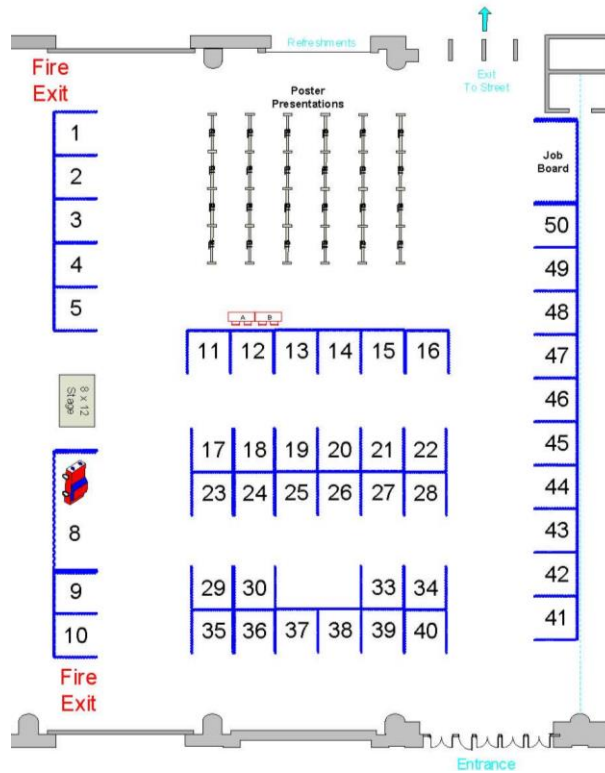 Refreshments
Fire
Exit
Exit
To Street
Poster
Presentations
Job
Board
1
2
3
4
5
50
49
48
47
46
45
44
43
42
41
A B
11 12 13 14 15 16
8 x 12
Stage
17 18 19 20 21 22
23 24 25 26 27 28
8
9
10
29 30 33 34
35 36 37 38 39 40
Fire
Exit
Entrance